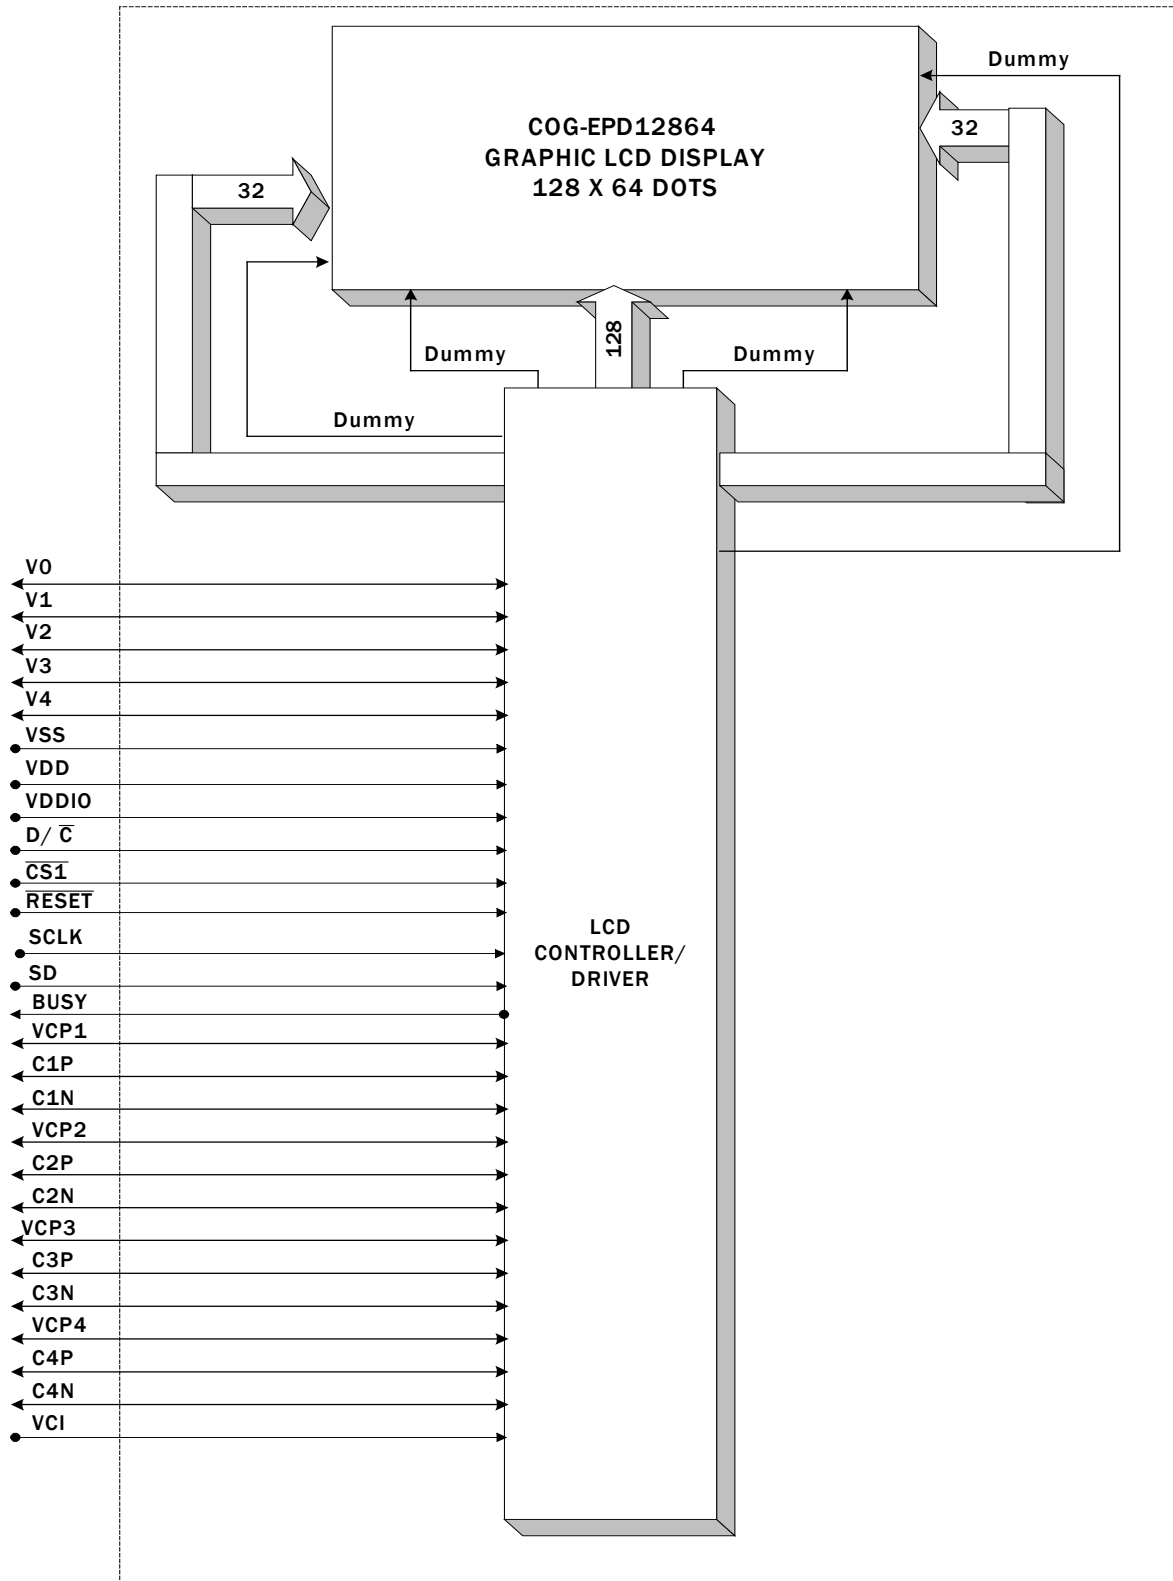 Dummy
COG-EPD12864
GRAPHIC LCD DISPLAY
128 X 64 DOTS
32
32
128
Dummy
Dummy
Dummy
V0
V1
V2
V3
V4
VSS
VDD
VDDIO
D/ C̅
C̅S̅1̅
R̅E̅S̅E̅T̅
SCLK
SD
BUSY
VCP1
C1P
C1N
VCP2
C2P
C2N
VCP3
C3P
C3N
VCP4
C4P
C4N
VCI
LCD
CONTROLLER/
DRIVER